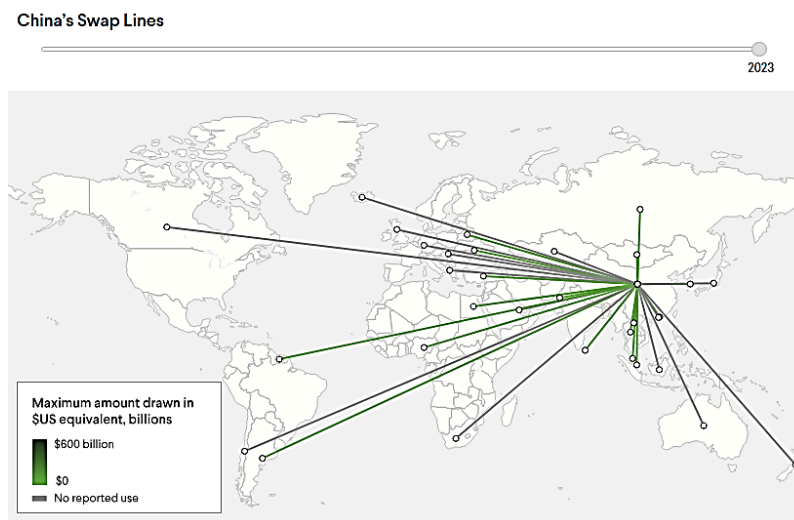 China's Swap Lines
2023
Maximum amount drawn in
$US equivalent, billions
$600 billion
$0
No reported use